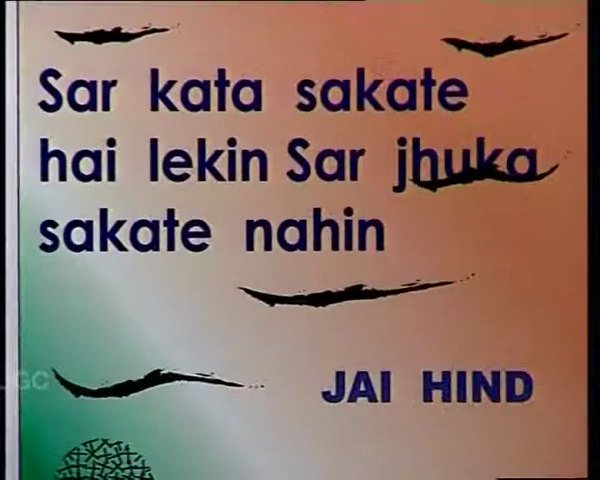 Sar kata sakate
hai lekin Sar jhuka
sakate nahin
JAI HIND